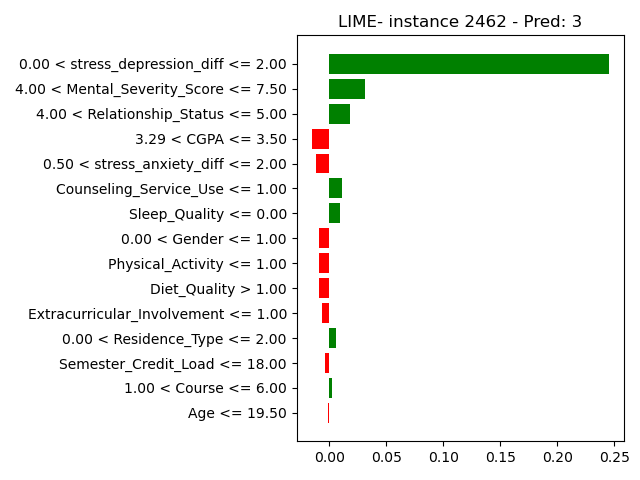 LIME- instance 2462 - Pred: 3
0.00 < stress_depression_diff <= 2.00
4.00 < Mental_Severity_Score <= 7.50
4.00 < Relationship_Status <= 5.00
3.29 < CGPA <= 3.50
0.50 < stress_anxiety_diff <= 2.00
Counseling_Service_Use <= 1.00
Sleep_Quality <= 0.00
0.00 < Gender <= 1.00
Physical_Activity <= 1.00
Diet_Quality > 1.00
Extracurricular_Involvement <= 1.00
0.00 < Residence_Type <= 2.00
Semester_Credit_Load <= 18.00
1.00 < Course <= 6.00
Age <= 19.50
0.00 0.05 0.10 0.15 0.20 0.25